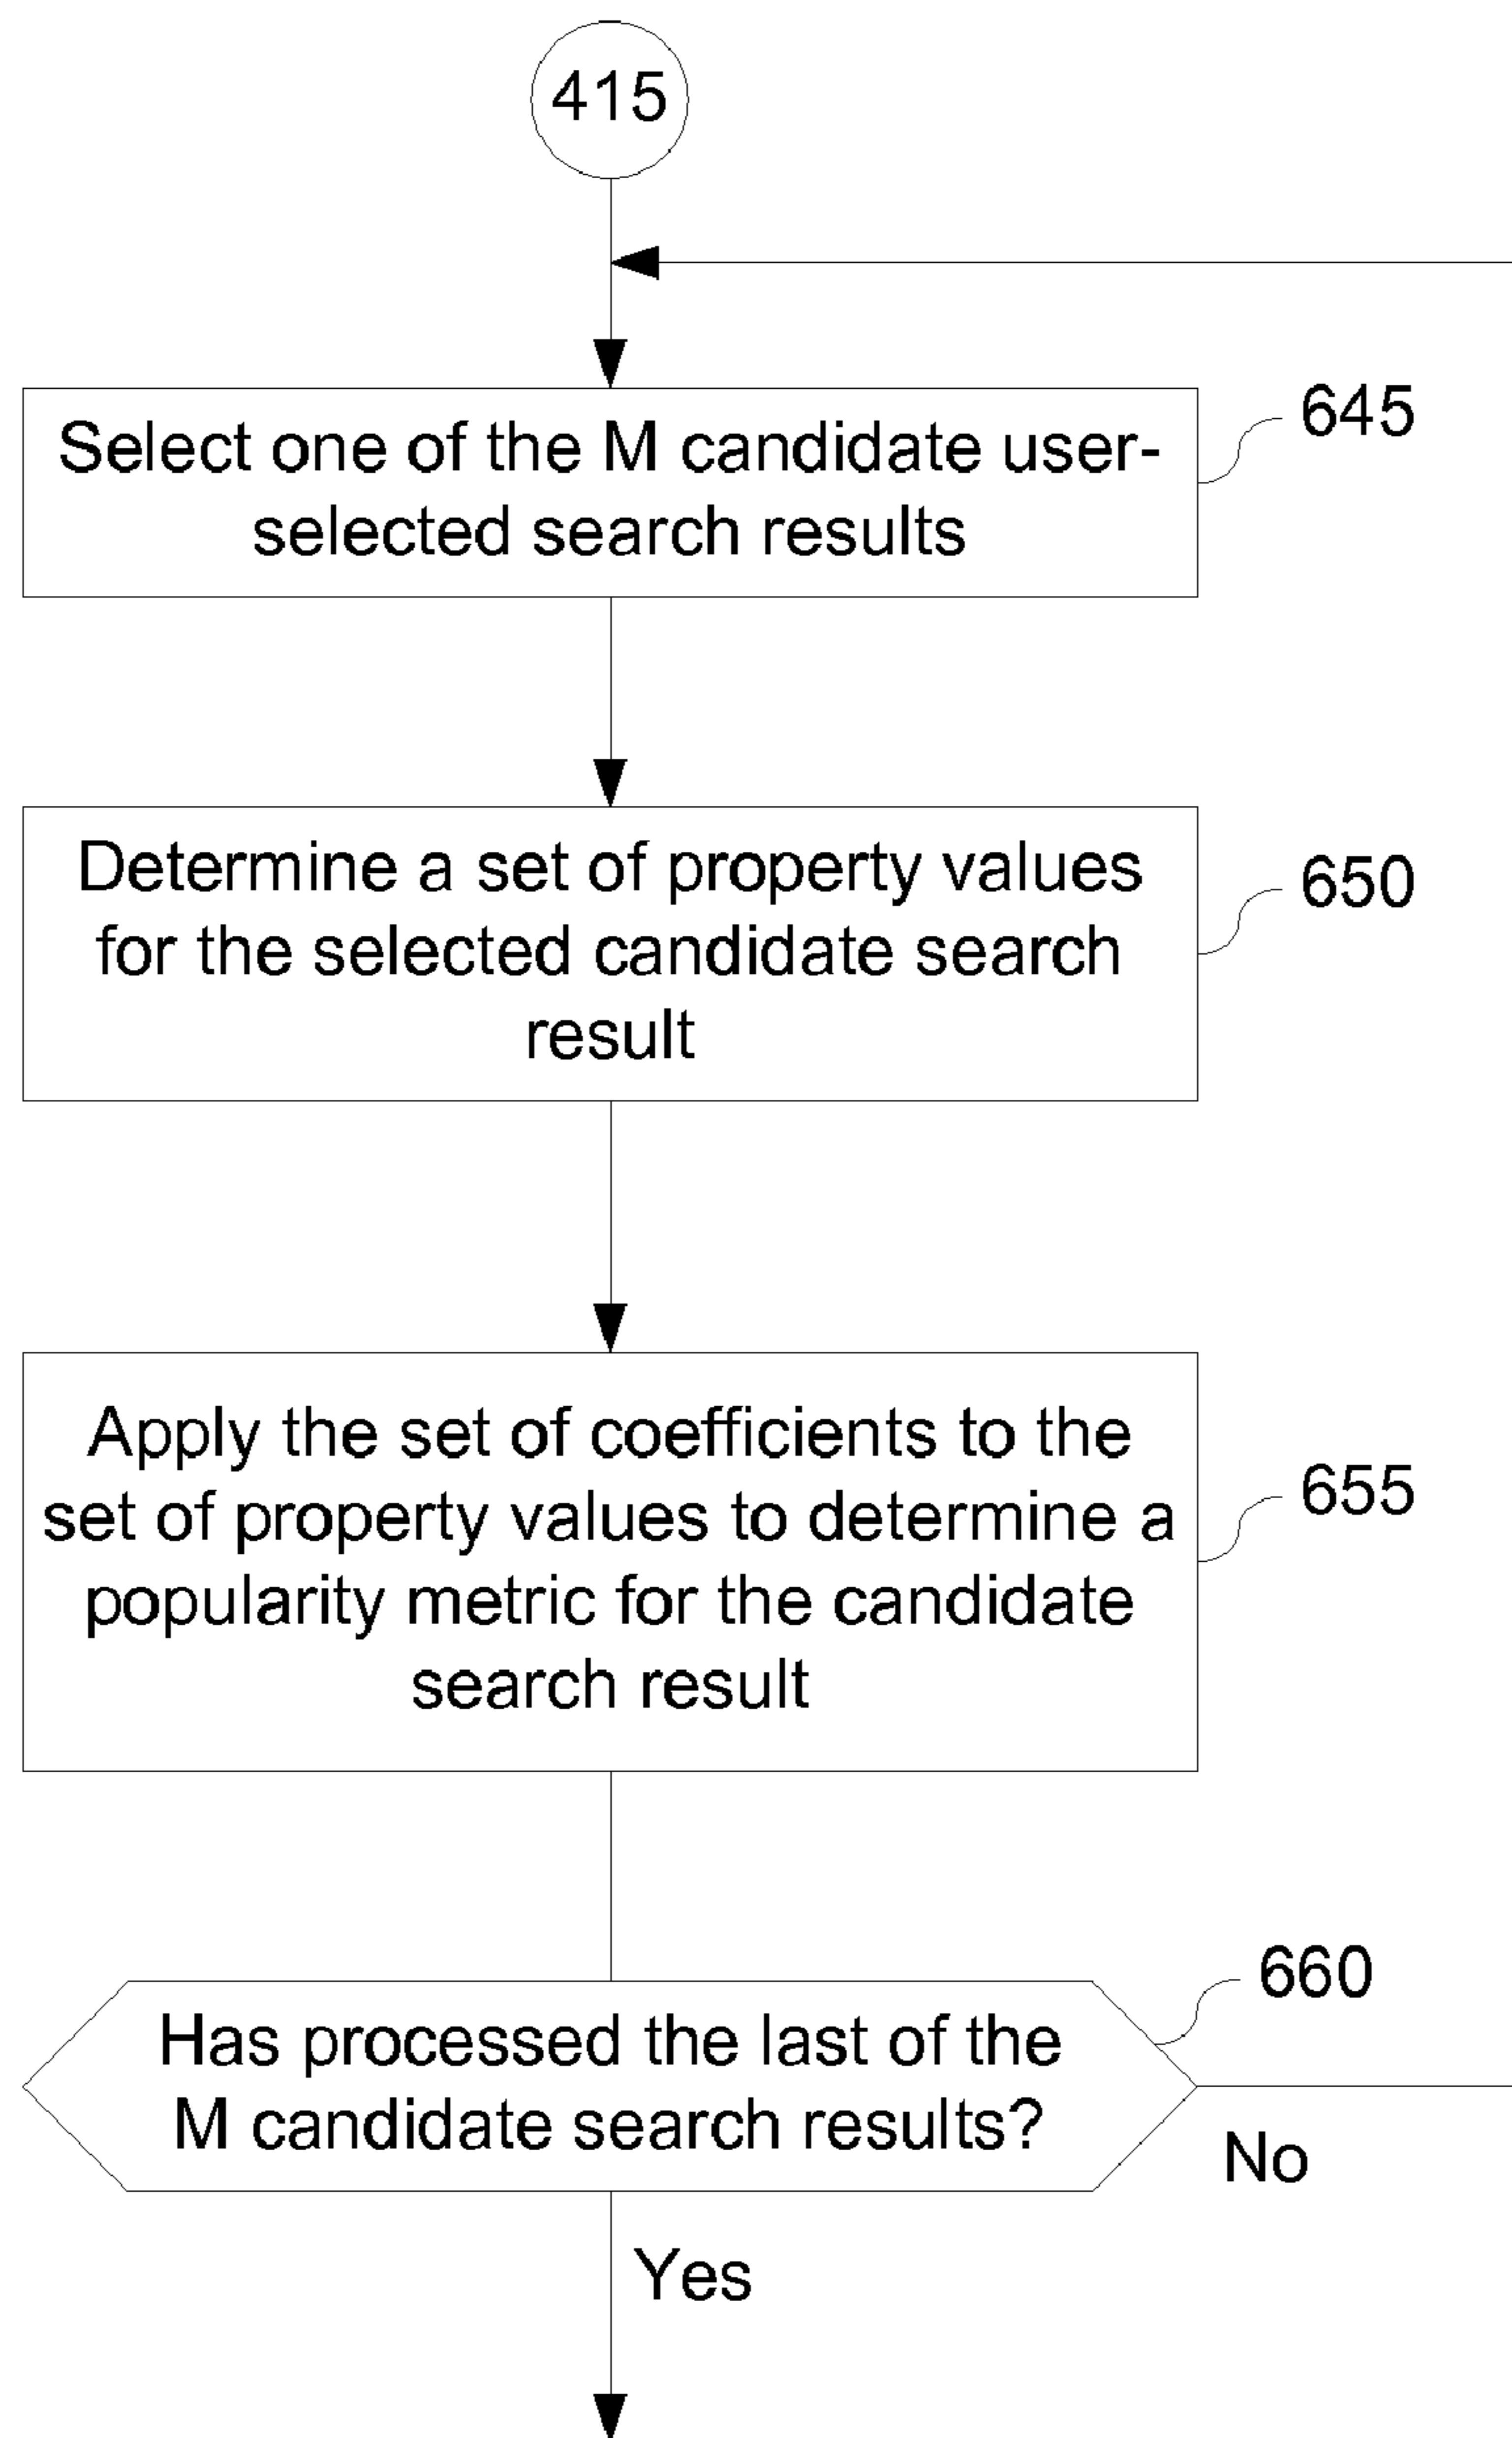 415
Select one of the M candidate user-
selected search results
645
Determine a set of property values
for the selected candidate search
result
650
Apply the set of coefficients to the
set of property values to determine a
popularity metric for the candidate
search result
655
Has processed the last of the
M candidate search results?
660
No
Yes